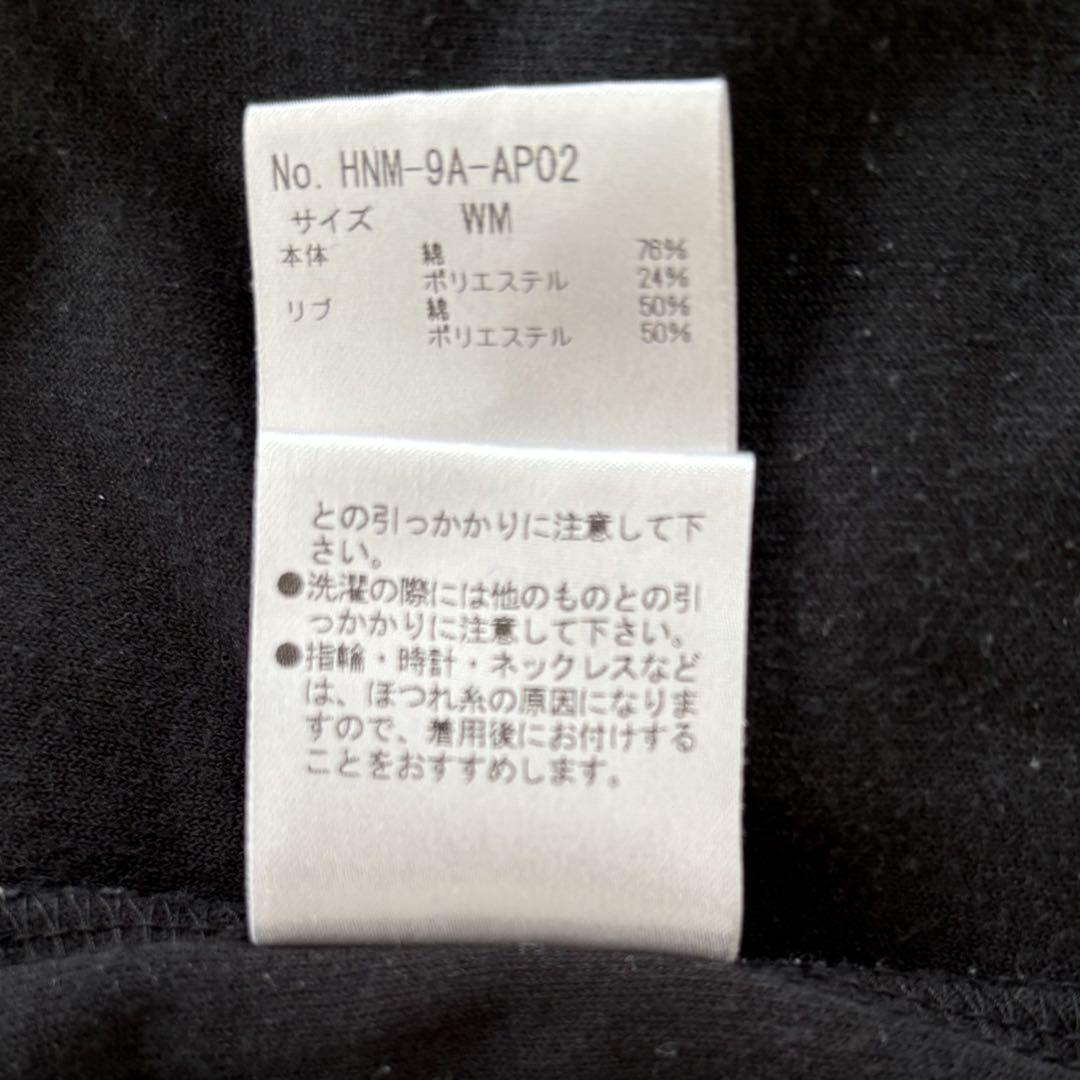 No. HNM-9A-AP02
サイズ WM
本体 綿 76%
ポリエステル 24%
リブ 綿 50%
ポリエステル 50%
との引っかかりに注意して下
さい。
●洗濯の際には他のものとの引
っかかりに注意して下さい。
●指輪・時計・ネックレスなど
は、ほつれ糸の原因になりま
すので、着用後にお付けする
ことをおすすめします。